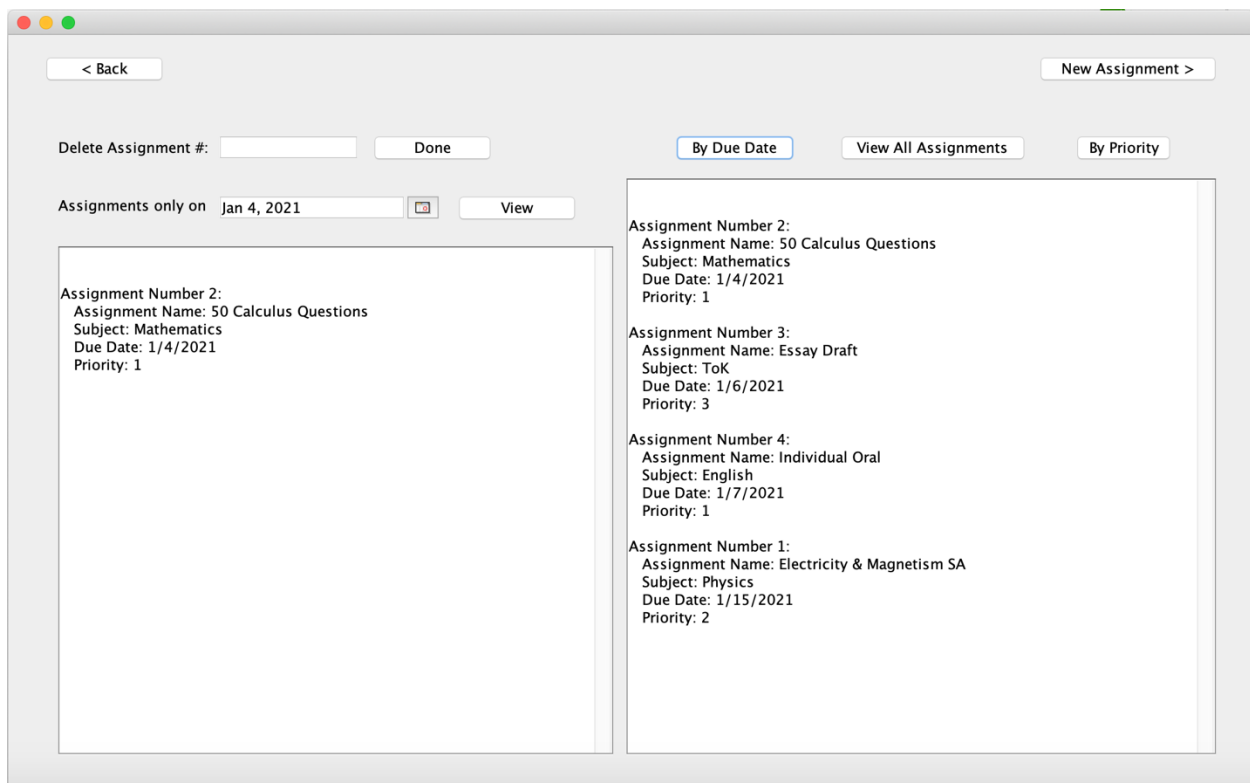 < Back
New Assignment >
Delete Assignment #:
Done
By Due Date
View All Assignments
By Priority
Assignments only on
Jan 4, 2021
View
Assignment Number 2:
Assignment Name: 50 Calculus Questions
Subject: Mathematics
Due Date: 1/4/2021
Priority: 1
Assignment Number 2:
Assignment Name: 50 Calculus Questions
Subject: Mathematics
Due Date: 1/4/2021
Priority: 1
Assignment Number 3:
Assignment Name: Essay Draft
Subject: ToK
Due Date: 1/6/2021
Priority: 3
Assignment Number 4:
Assignment Name: Individual Oral
Subject: English
Due Date: 1/7/2021
Priority: 1
Assignment Number 1:
Assignment Name: Electricity & Magnetism SA
Subject: Physics
Due Date: 1/15/2021
Priority: 2